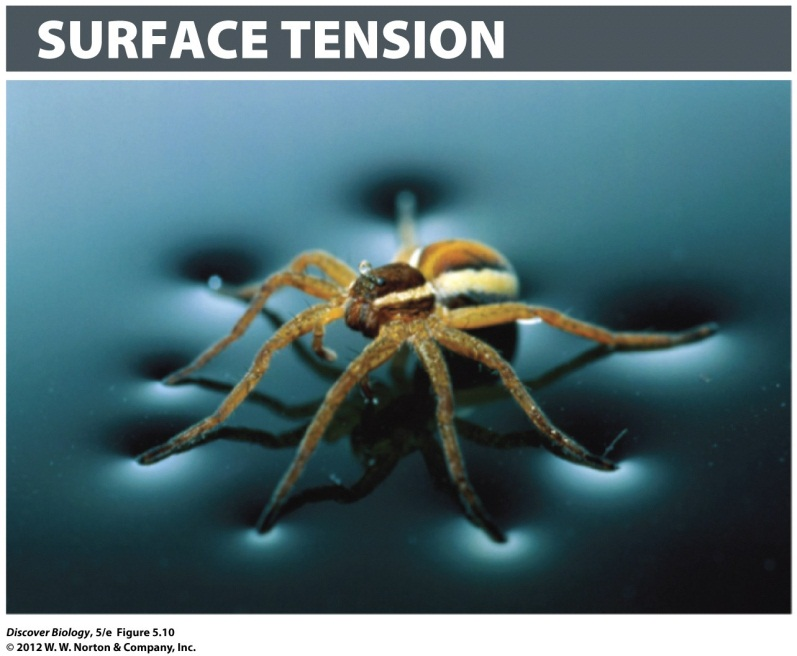 SURFACE TENSION
Discover Biology, 5/e Figure 5.10
© 2012 W. W. Norton & Company, Inc.